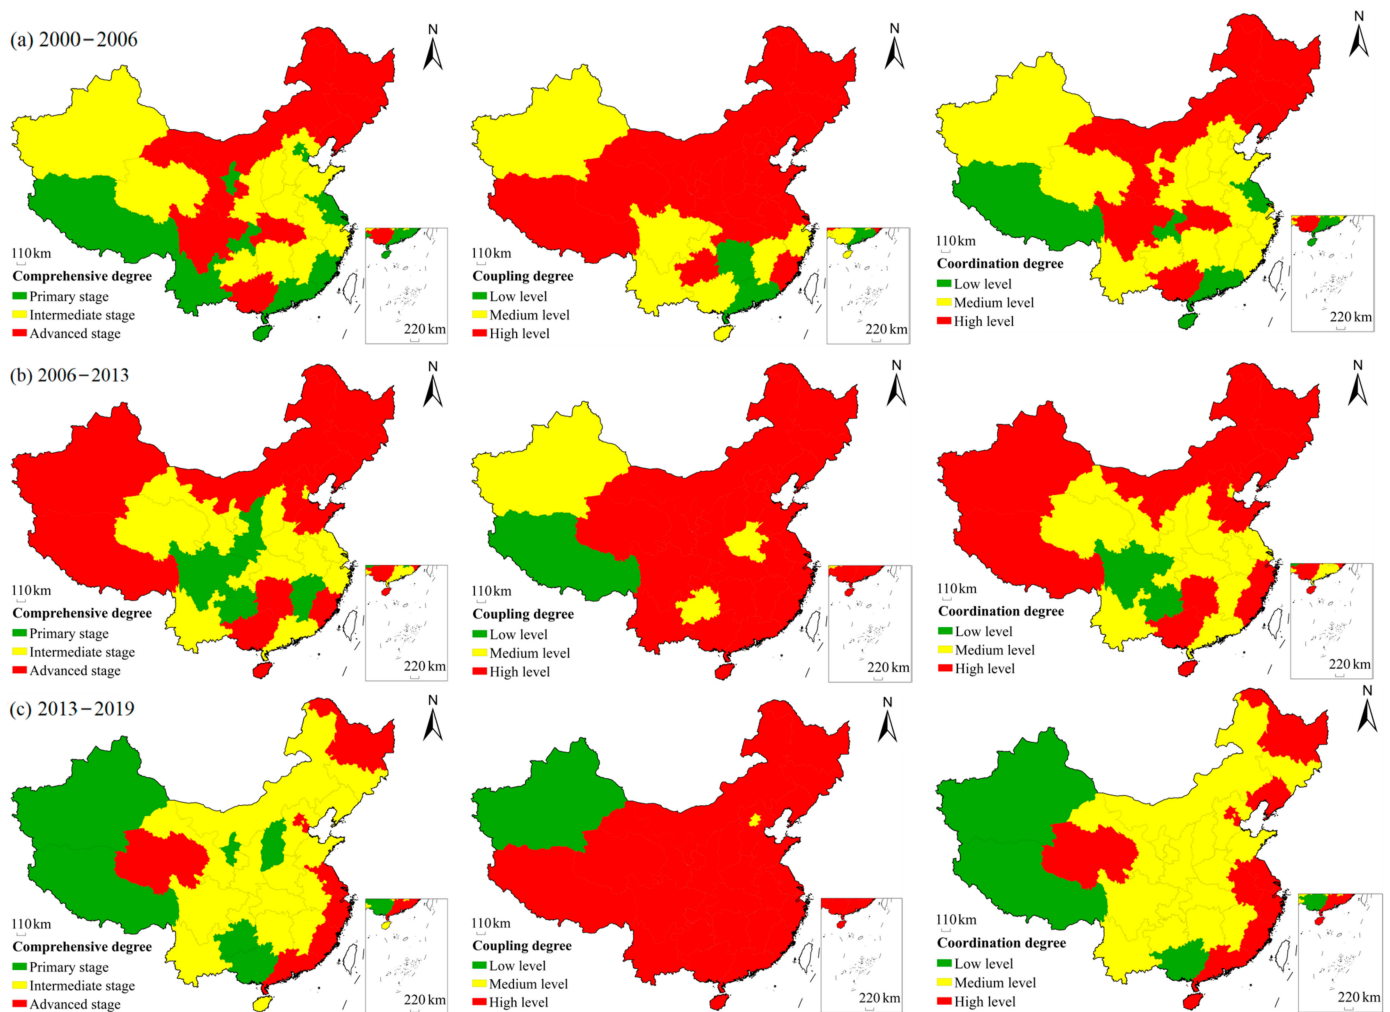 (a) 2000−2006
N
110km
Comprehensive degree
Primary stage
Intermediate stage
Advanced stage
220 km
N
110km
Coupling degree
Low level
Medium level
High level
220 km
N
110km
Coordination degree
Low level
Medium level
High level
220 km
(b) 2006−2013
N
110km
Comprehensive degree
Primary stage
Intermediate stage
Advanced stage
220 km
N
110km
Coupling degree
Low level
Medium level
High level
220 km
N
110km
Coordination degree
Low level
Medium level
High level
220 km
(c) 2013−2019
N
110km
Comprehensive degree
Primary stage
Intermediate stage
Advanced stage
220 km
N
110km
Coupling degree
Low level
Medium level
High level
220 km
N
110km
Coordination degree
Low level
Medium level
High level
220 km